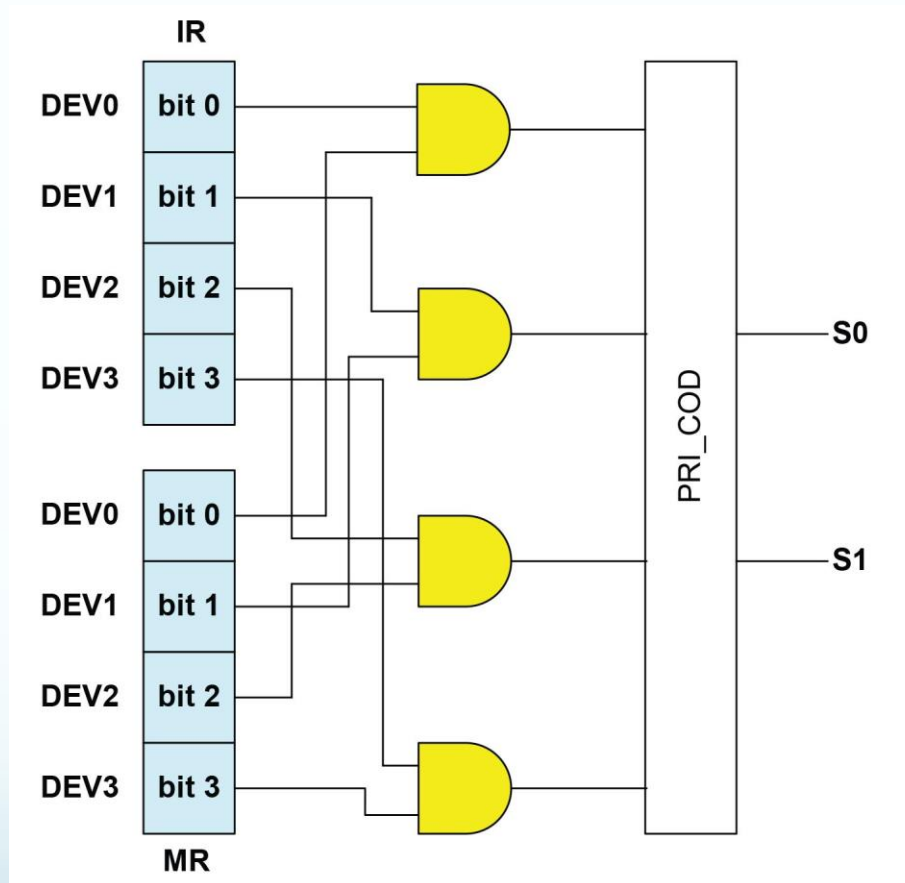 IR
DEV0 bit 0
DEV1 bit 1
DEV2 bit 2
DEV3 bit 3
DEV0 bit 0
DEV1 bit 1
DEV2 bit 2
DEV3 bit 3
MR
PRI_COD
S0
S1